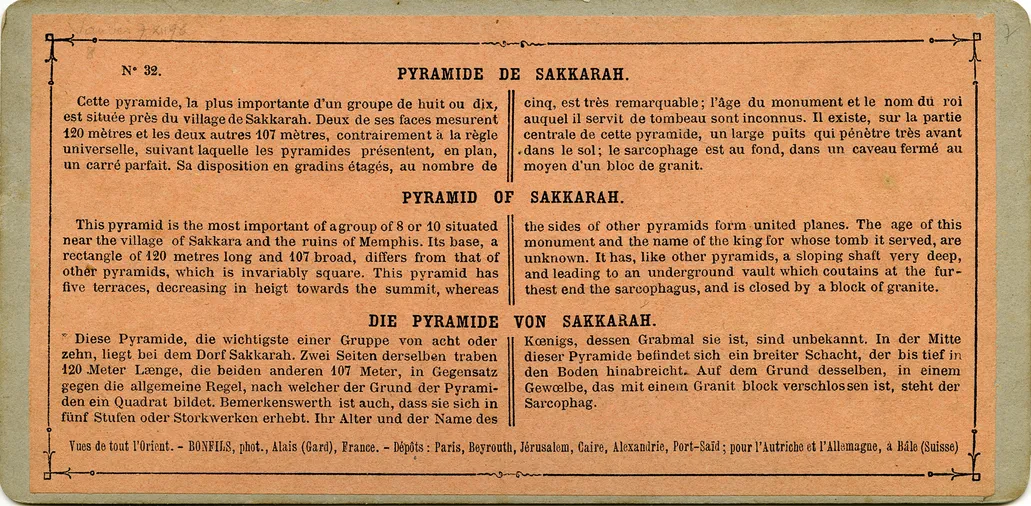 N° 32.
PYRAMIDE DE SAKKARAH.
Cette pyramide, la plus importante d'un groupe de huit ou dix,
est située près du village de Sakkarah. Deux de ses faces mesurent
120 mètres et les deux autres 107 mètres, contrairement à la règle
universelle, suivant laquelle les pyramides présentent, en plan,
un carré parfait. Sa disposition en gradins étagés, au nombre de
cinq, est très remarquable; l'âge du monument et le nom du roi
auquel il servit de tombeau sont inconnus. Il existe, sur la partie
centrale de cette pyramide, un large puits qui pénètre très avant
dans le sol; le sarcophage est au fond, dans un caveau fermé au
moyen d'un bloc de granit.
PYRAMID OF SAKKARAH.
This pyramid is the most important of a group of 8 or 10 situated
near the village of Sakkara and the ruins of Memphis. Its base, a
rectangle of 120 metres long and 107 broad, differs from that of
other pyramids, which is invariably square. This pyramid has
five terraces, decreasing in heigt towards the summit, whereas
the sides of other pyramids form united planes. The age of this
monument and the name of the king for whose tomb it served, are
unknown. It has, like other pyramids, a sloping shaft very deep,
and leading to an underground vault which coutains at the fur-
thest end the sarcophagus, and is closed by a block of granite.
DIE PYRAMIDE VON SAKKARAH.
Diese Pyramide, die wichtigste einer Gruppe von acht oder
zehn, liegt bei dem Dorf Sakkarah. Zwei Seiten derselben traben
120 Meter Længe, die beiden anderen 107 Meter, in Gegensatz
gegen die allgemeine Regel, nach welcher der Grund der Pyrami-
den ein Quadrat bildet. Bemerkenswerth ist auch, dass sie sich in
fünf Stufen oder Storkwerken erhebt. Ihr Alter und der Name des
Kœnigs, dessen Grabmal sie ist, sind unbekannt. In der Mitte
dieser Pyramide befindet sich ein breiter Schacht, der bis tief in
den Boden hinabreicht. Auf dem Grund desselben, in einem
Gewœlbe, das mit einem Granit block verschlossen ist, steht der
Sarcophag.
Vues de tout l'Orient. – BONFILS, phot., Alais (Gard), France. – Dépôts : Paris, Beyrouth, Jérusalem, Caire, Alexandrie, Port-Saïd; pour l'Autriche et l'Allemagne, à Bâle (Suisse)